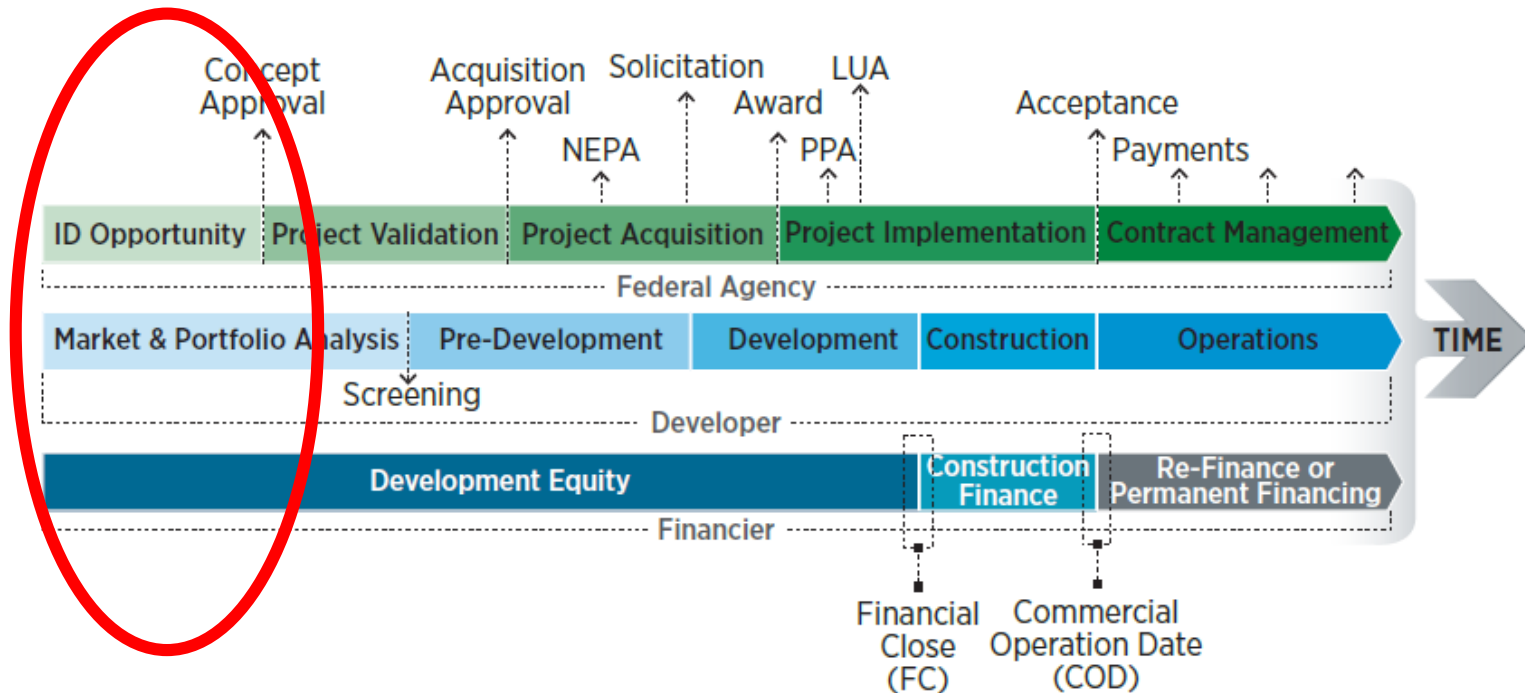 Concept
Approval
Acquisition
Approval
Solicitation
LUA
Award
Acceptance
NEPA
PPA
Payments
ID Opportunity
Project Validation
Project Acquisition
Project Implementation
Contract Management
Federal Agency
Market & Portfolio Analysis
Pre-Development
Development
Construction
Operations
TIME
Screening
Developer
Development Equity
Construction
Finance
Re-Finance or
Permanent Financing
Financier
Financial
Close
(FC)
Commercial
Operation Date
(COD)